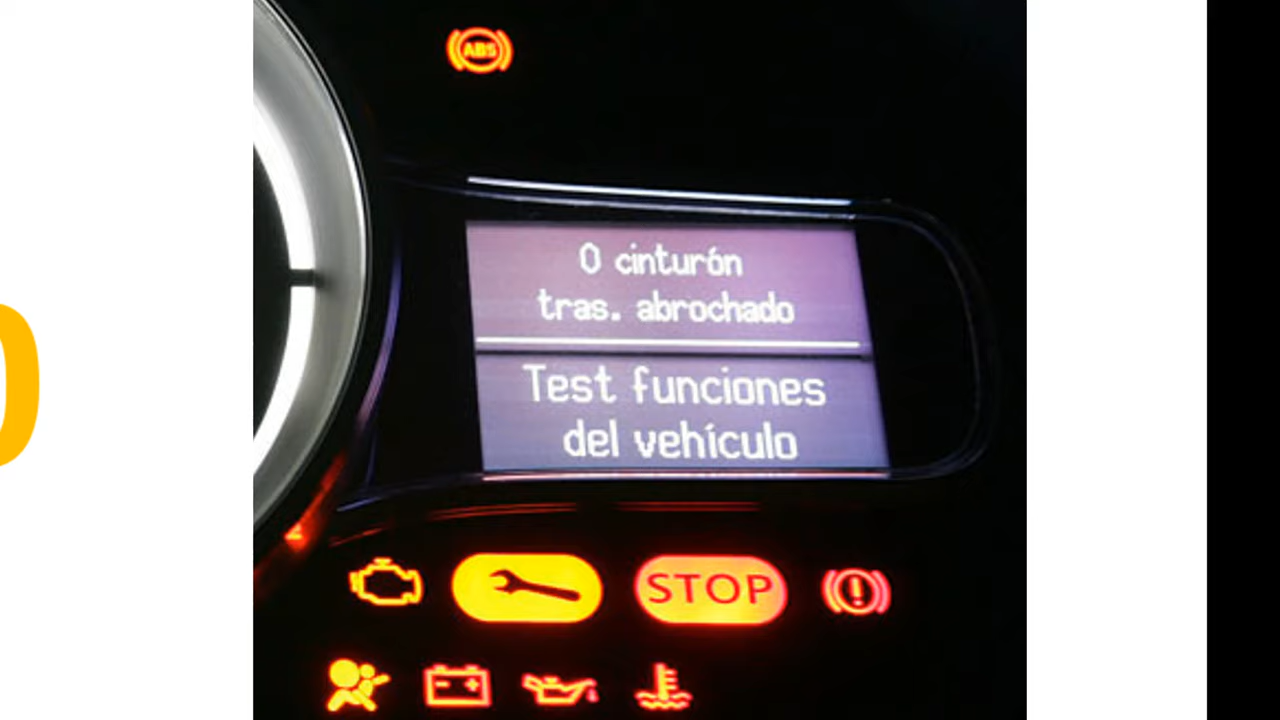 ABS
0 cinturón
tras. abrochado
Test funciones
del vehículo
STOP